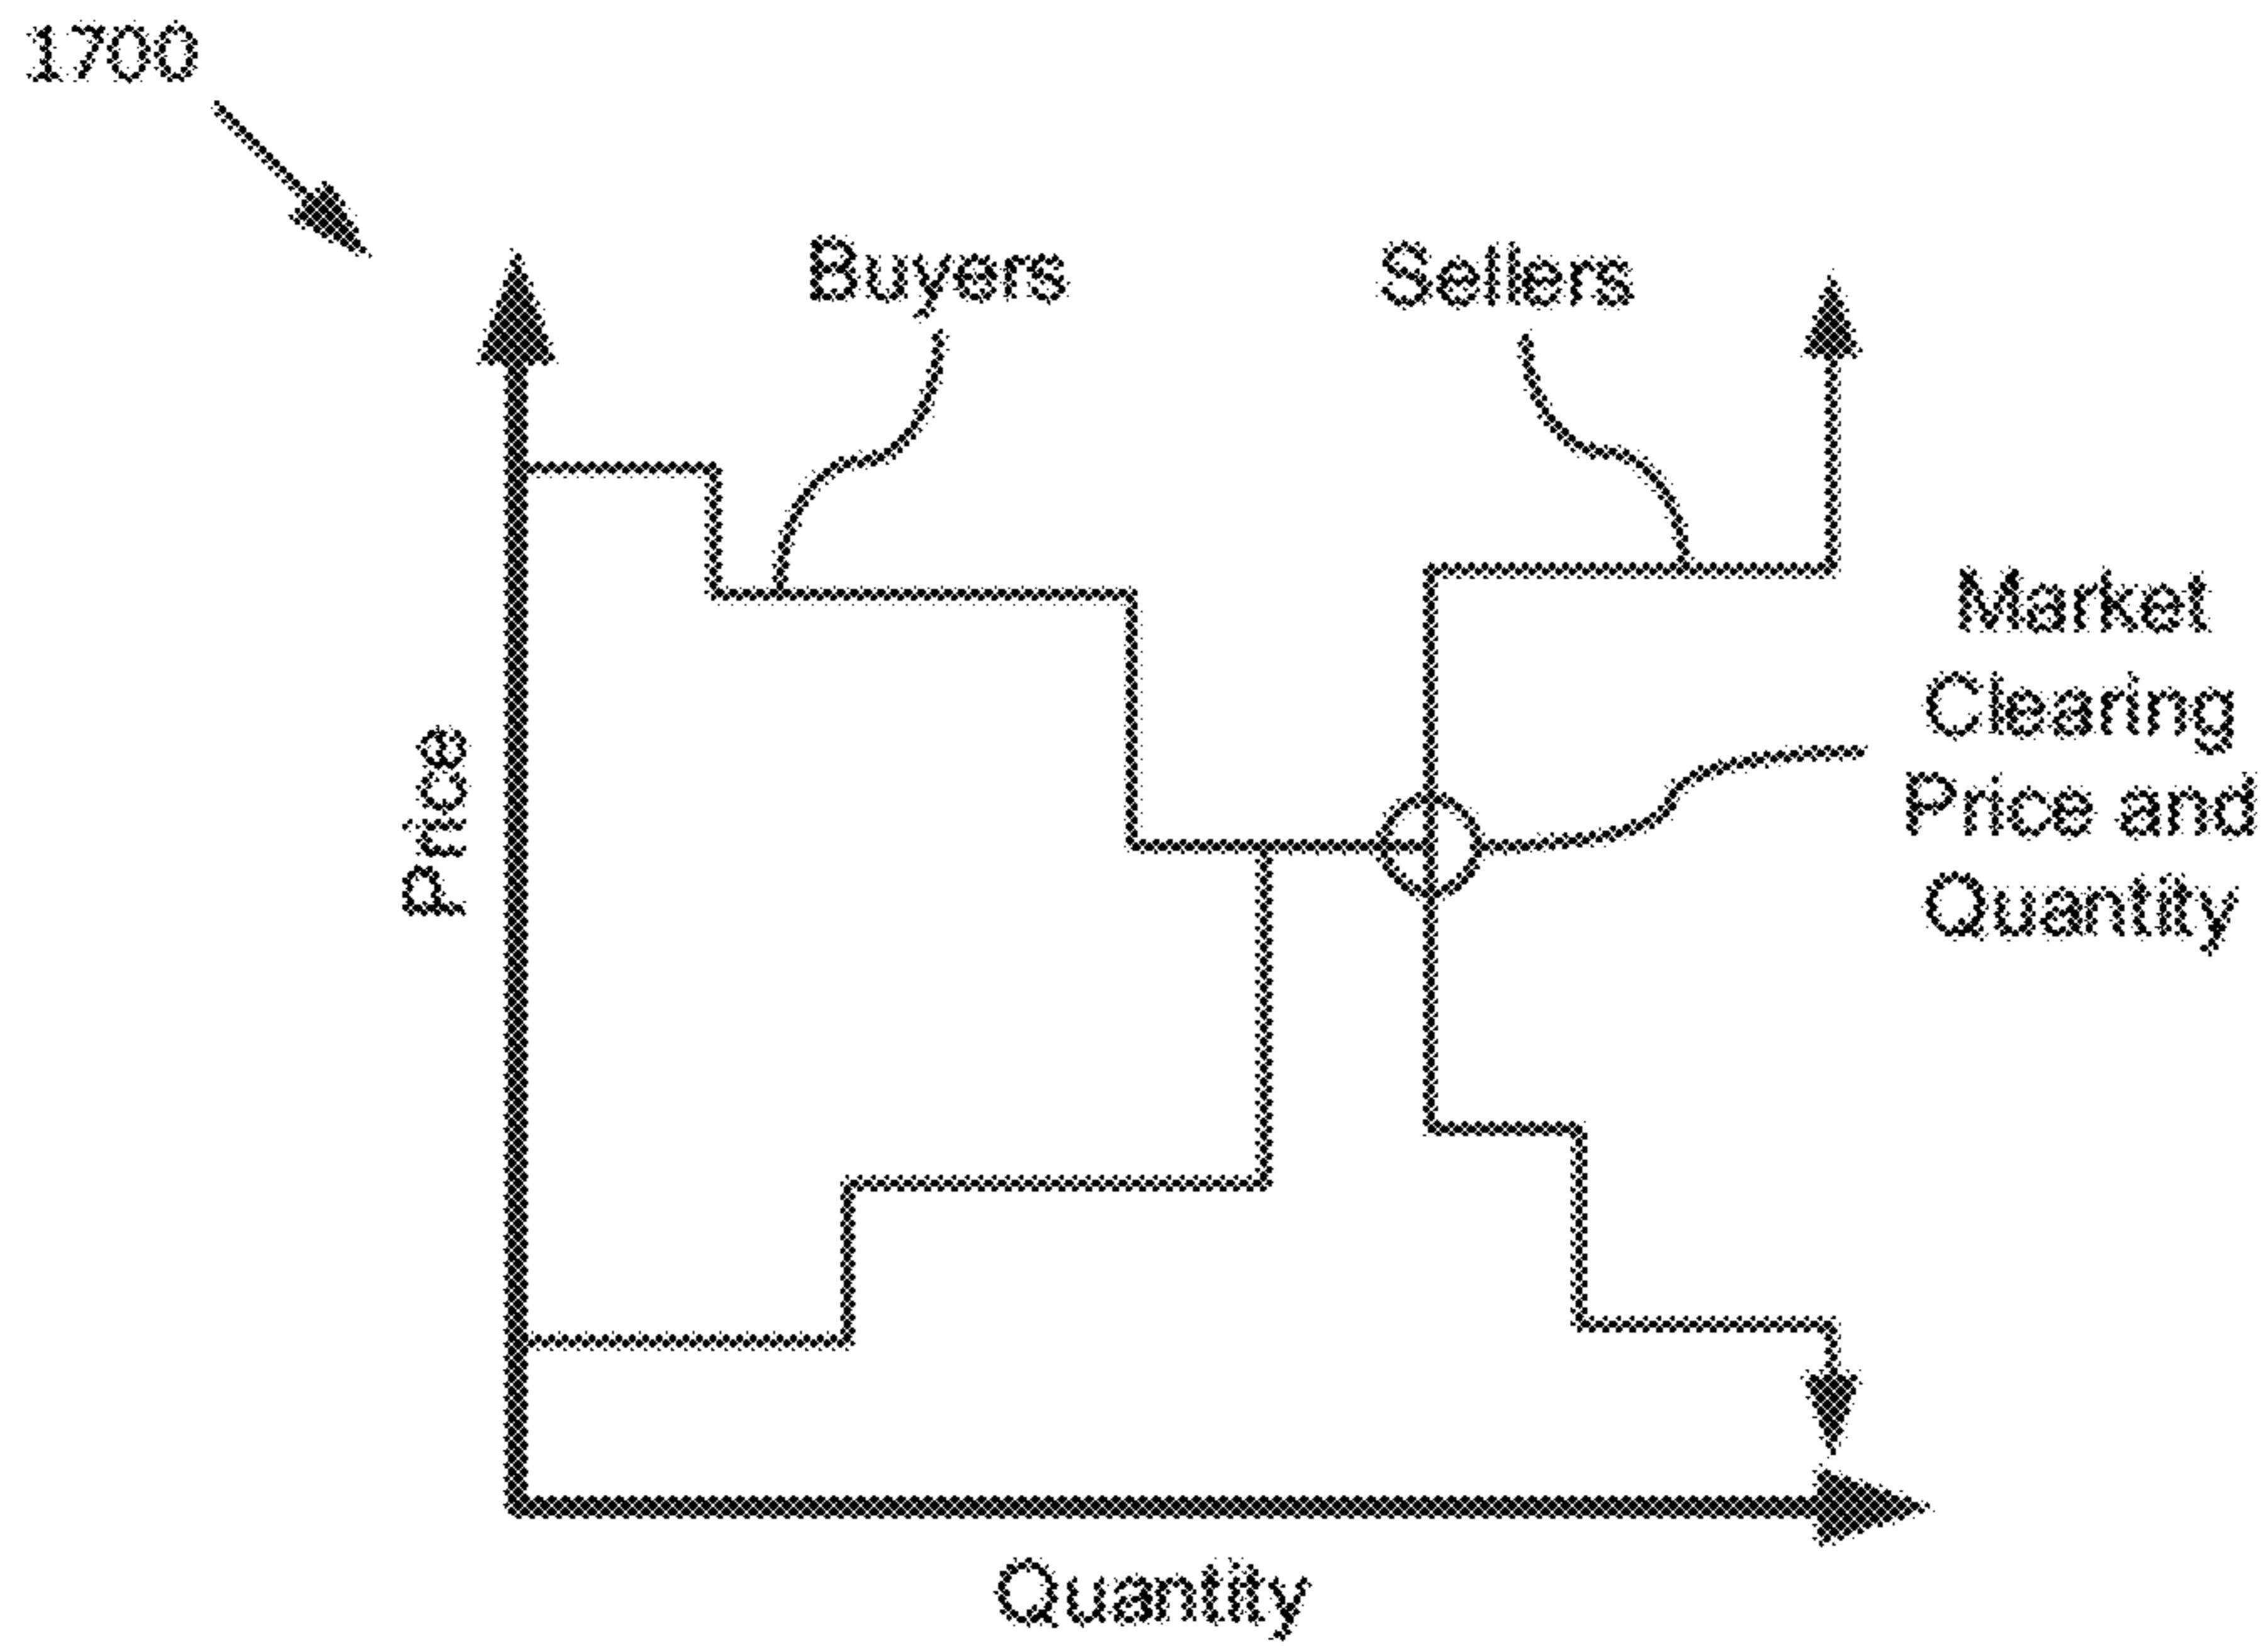 1700
Buyers
Sellers
Market
Clearing
Price and
Quantity
Price
Quantity